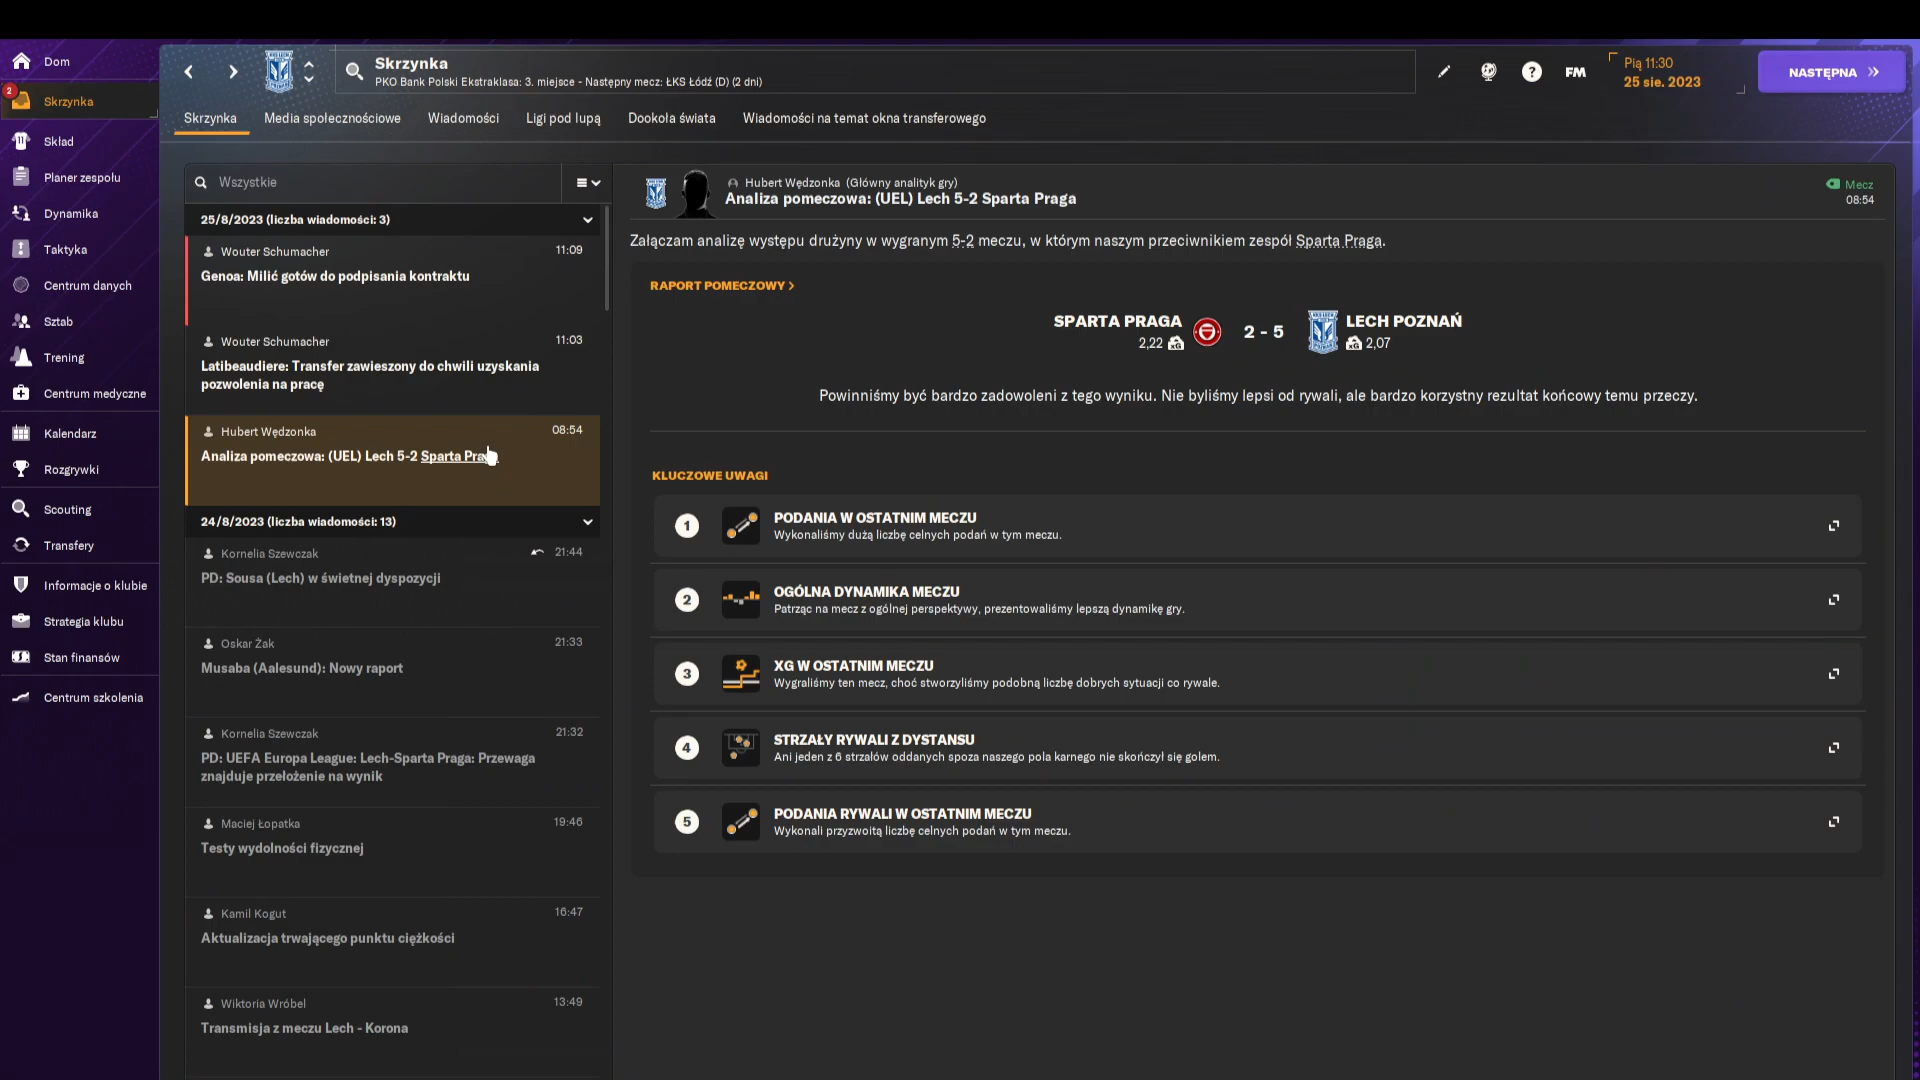 Dom
2
Skrzynka
Skład
Planer zespołu
Dynamika
Taktyka
Centrum danych
Sztab
Trening
Centrum medyczne
Kalendarz
Rozgrywki
Scouting
Transfery
Informacje o klubie
Strategia klubu
Stan finansów
Centrum szkolenia
Skrzynka
PKO Bank Polski Ekstraklasa: 3. miejsce - Następny mecz: ŁKS Łódź (D) (2 dni)
FM
Pią 11:30
25 sie. 2023
NASTĘPNA
Skrzynka Media społecznościowe Wiadomości Ligi pod lupą Dookoła świata Wiadomości na temat okna transferowego
Wszystkie
25/8/2023 (liczba wiadomości: 3)
Wouter Schumacher 11:09
Genoa: Milić gotów do podpisania kontraktu
Wouter Schumacher 11:03
Latibeaudiere: Transfer zawieszony do chwili uzyskania
pozwolenia na pracę
Hubert Wędzonka 08:54
Analiza pomeczowa: (UEL) Lech 5-2 Sparta Pra
24/8/2023 (liczba wiadomości: 13)
Kornelia Szewczak 21:44
PD: Sousa (Lech) w świetnej dyspozycji
Oskar Żak 21:33
Musaba (Aalesund): Nowy raport
Kornelia Szewczak 21:32
PD: UEFA Europa League: Lech-Sparta Praga: Przewaga
znajduje przełożenie na wynik
Maciej Łopatka 19:46
Testy wydolności fizycznej
Kamil Kogut 16:47
Aktualizacja trwającego punktu ciężkości
Wiktoria Wróbel 13:49
Transmisja z meczu Lech - Korona
Hubert Wędzonka (Główny analityk gry)
Analiza pomeczowa: (UEL) Lech 5-2 Sparta Praga
Mecz
08:54
Załączam analizę występu drużyny w wygranym 5-2 meczu, w którym naszym przeciwnikiem zespół Sparta Praga.
RAPORT POMECZOWY
SPARTA PRAGA 2 - 5 LECH POZNAŃ
2,22 xG xG 2,07
Powinniśmy być bardzo zadowoleni z tego wyniku. Nie byliśmy lepsi od rywali, ale bardzo korzystny rezultat końcowy temu przeczy.
KLUCZOWE UWAGI
1 PODANIA W OSTATNIM MECZU
Wykonaliśmy dużą liczbę celnych podań w tym meczu.
2 OGÓLNA DYNAMIKA MECZU
Patrząc na mecz z ogólnej perspektywy, prezentowaliśmy lepszą dynamikę gry.
3 XG W OSTATNIM MECZU
Wygraliśmy ten mecz, choć stworzyliśmy podobną liczbę dobrych sytuacji co rywale.
4 STRZAŁY RYWALI Z DYSTANSU
Ani jeden z 6 strzałów oddanych spoza naszego pola karnego nie skończył się golem.
5 PODANIA RYWALI W OSTATNIM MECZU
Wykonali przyzwoitą liczbę celnych podań w tym meczu.